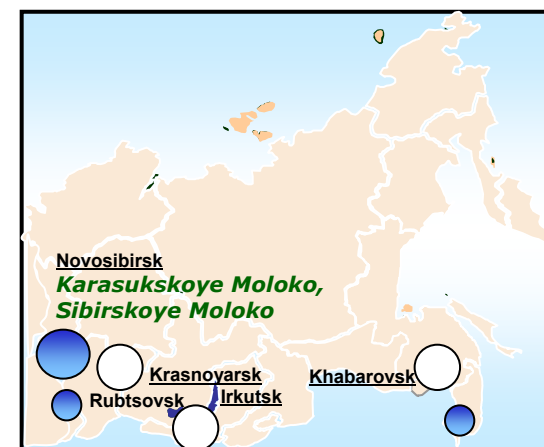 Novosibirsk
Karasukskoye Moloko,
Sibirskoye Moloko
Krasnoyarsk
Khabarovsk
Rubtsovsk
Irkutsk